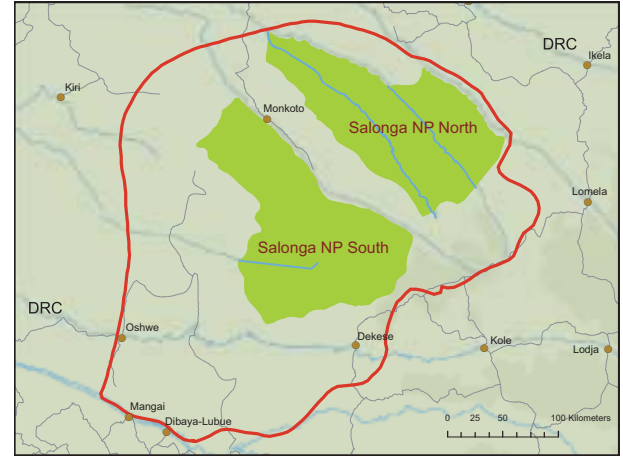 DRC
Ikela
Kiri
Monkoto
Salonga NP North
Lomela
Salonga NP South
DRC
Oshwe
Dekese
Kole
Lodja
Mangai
Dibaya-Lubue
0 25 50 100 Kilometers